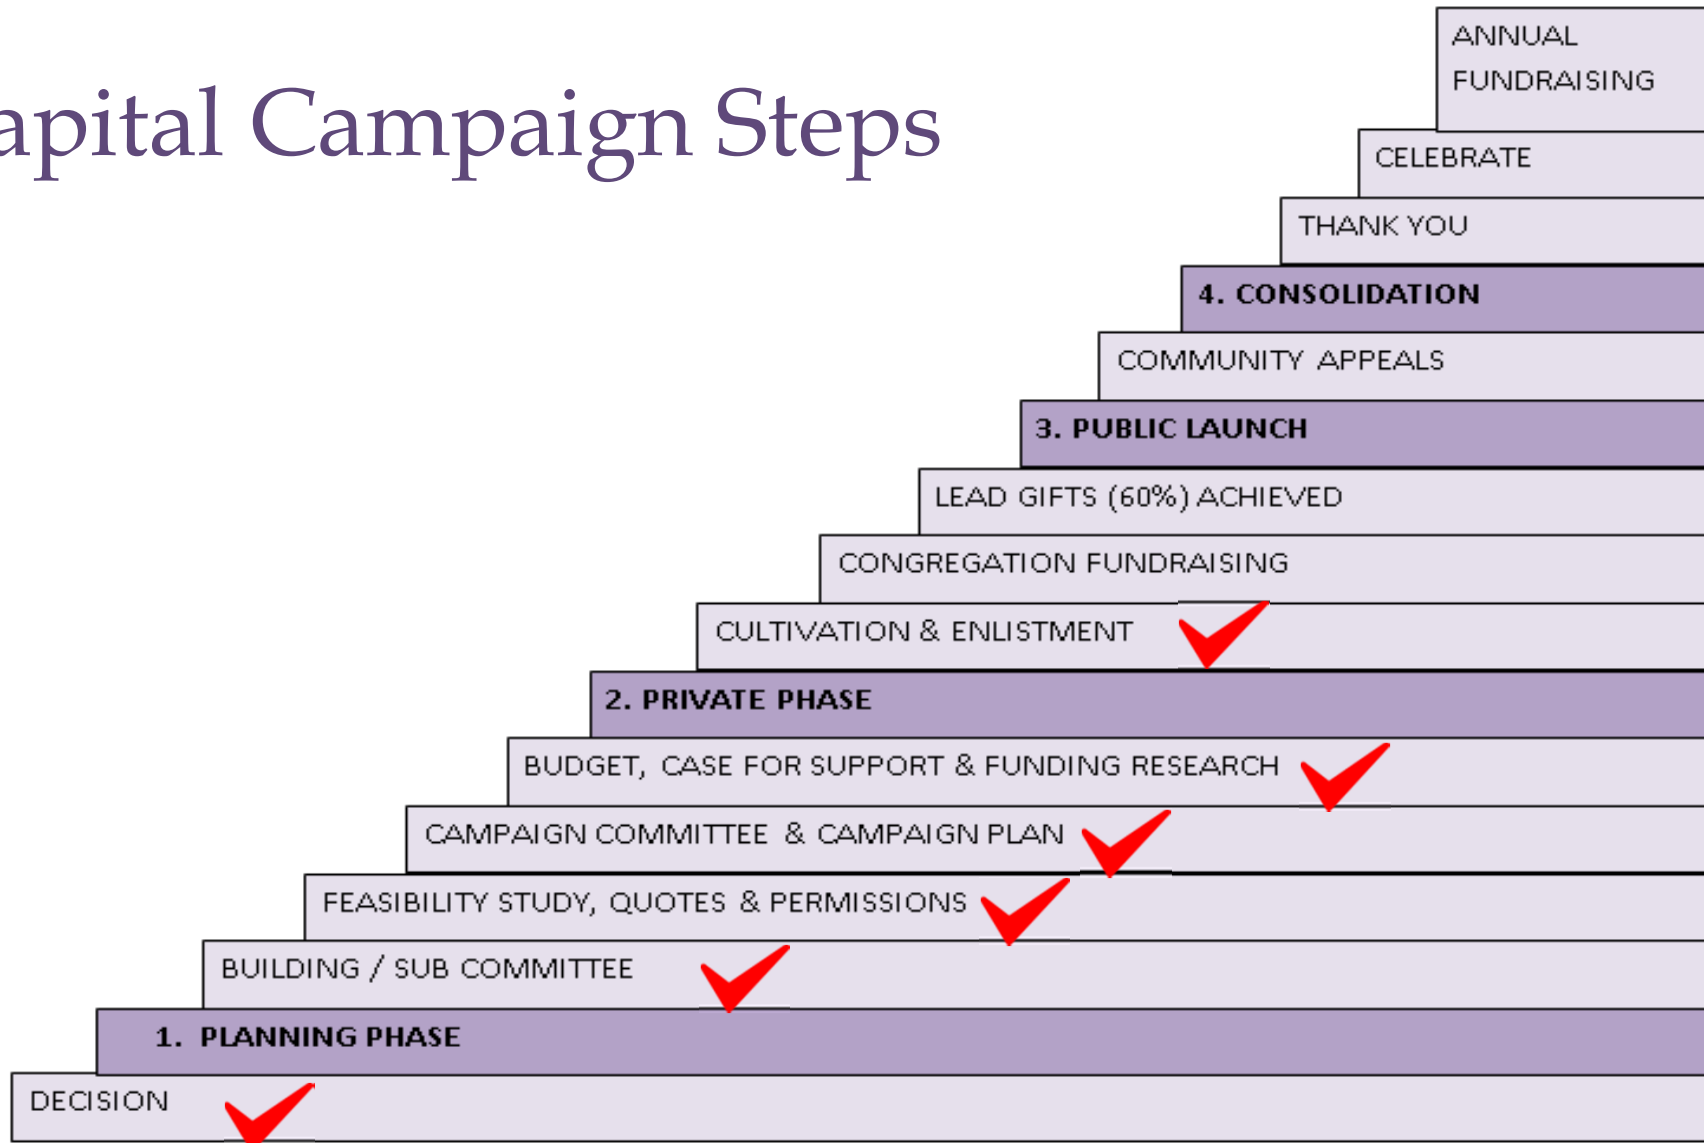 apital Campaign Steps
ANNUAL
FUNDRAISING
CELEBRATE
THANK YOU
4. CONSOLIDATION
COMMUNITY APPEALS
3. PUBLIC LAUNCH
LEAD GIFTS (60%) ACHIEVED
CONGREGATION FUNDRAISING
CULTIVATION & ENLISTMENT
2. PRIVATE PHASE
BUDGET, CASE FOR SUPPORT & FUNDING RESEARCH
CAMPAIGN COMMITTEE & CAMPAIGN PLAN
FEASIBILITY STUDY, QUOTES & PERMISSIONS
BUILDING / SUB COMMITTEE
1. PLANNING PHASE
DECISION